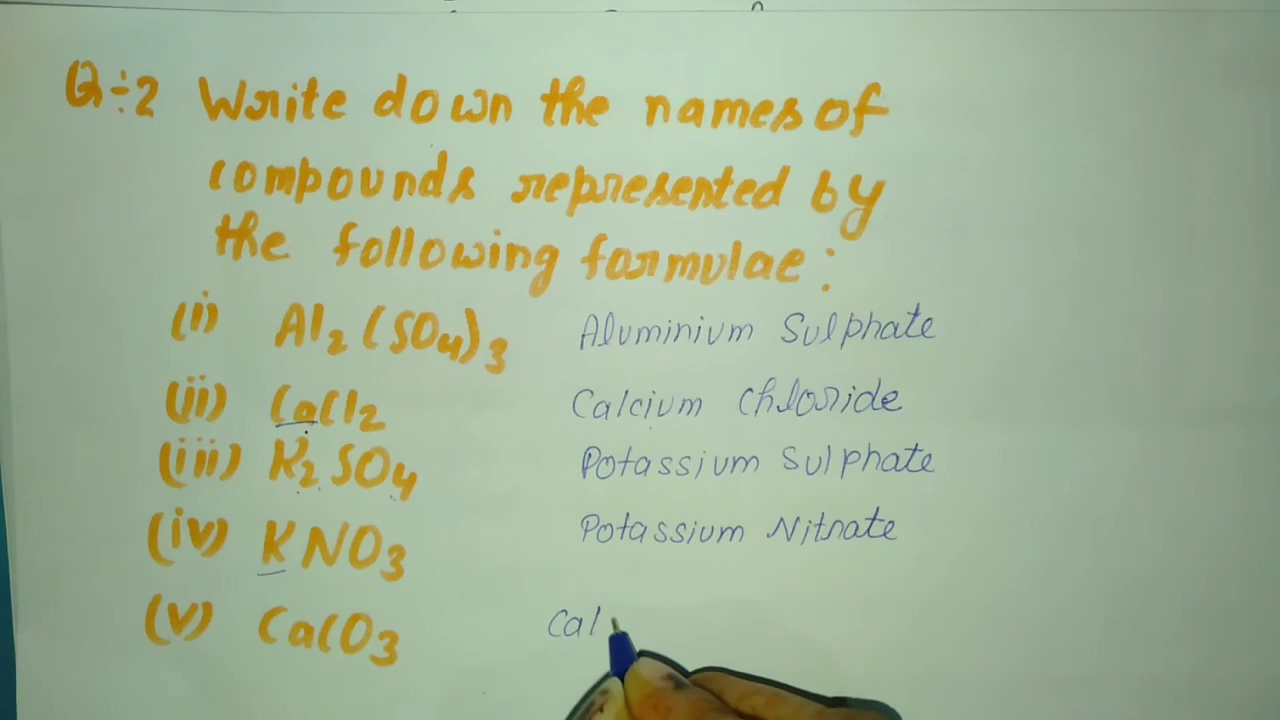 Q÷2 Write down the names of
compounds represented by
the following formulae:
(i) Al₂(SO₄)₃ Aluminium Sulphate
(ii) CaCl₂ Calcium Chloride
(iii) K₂SO₄ Potassium Sulphate
(iv) KNO₃ Potassium Nitrate
(v) CaCO₃ Cal